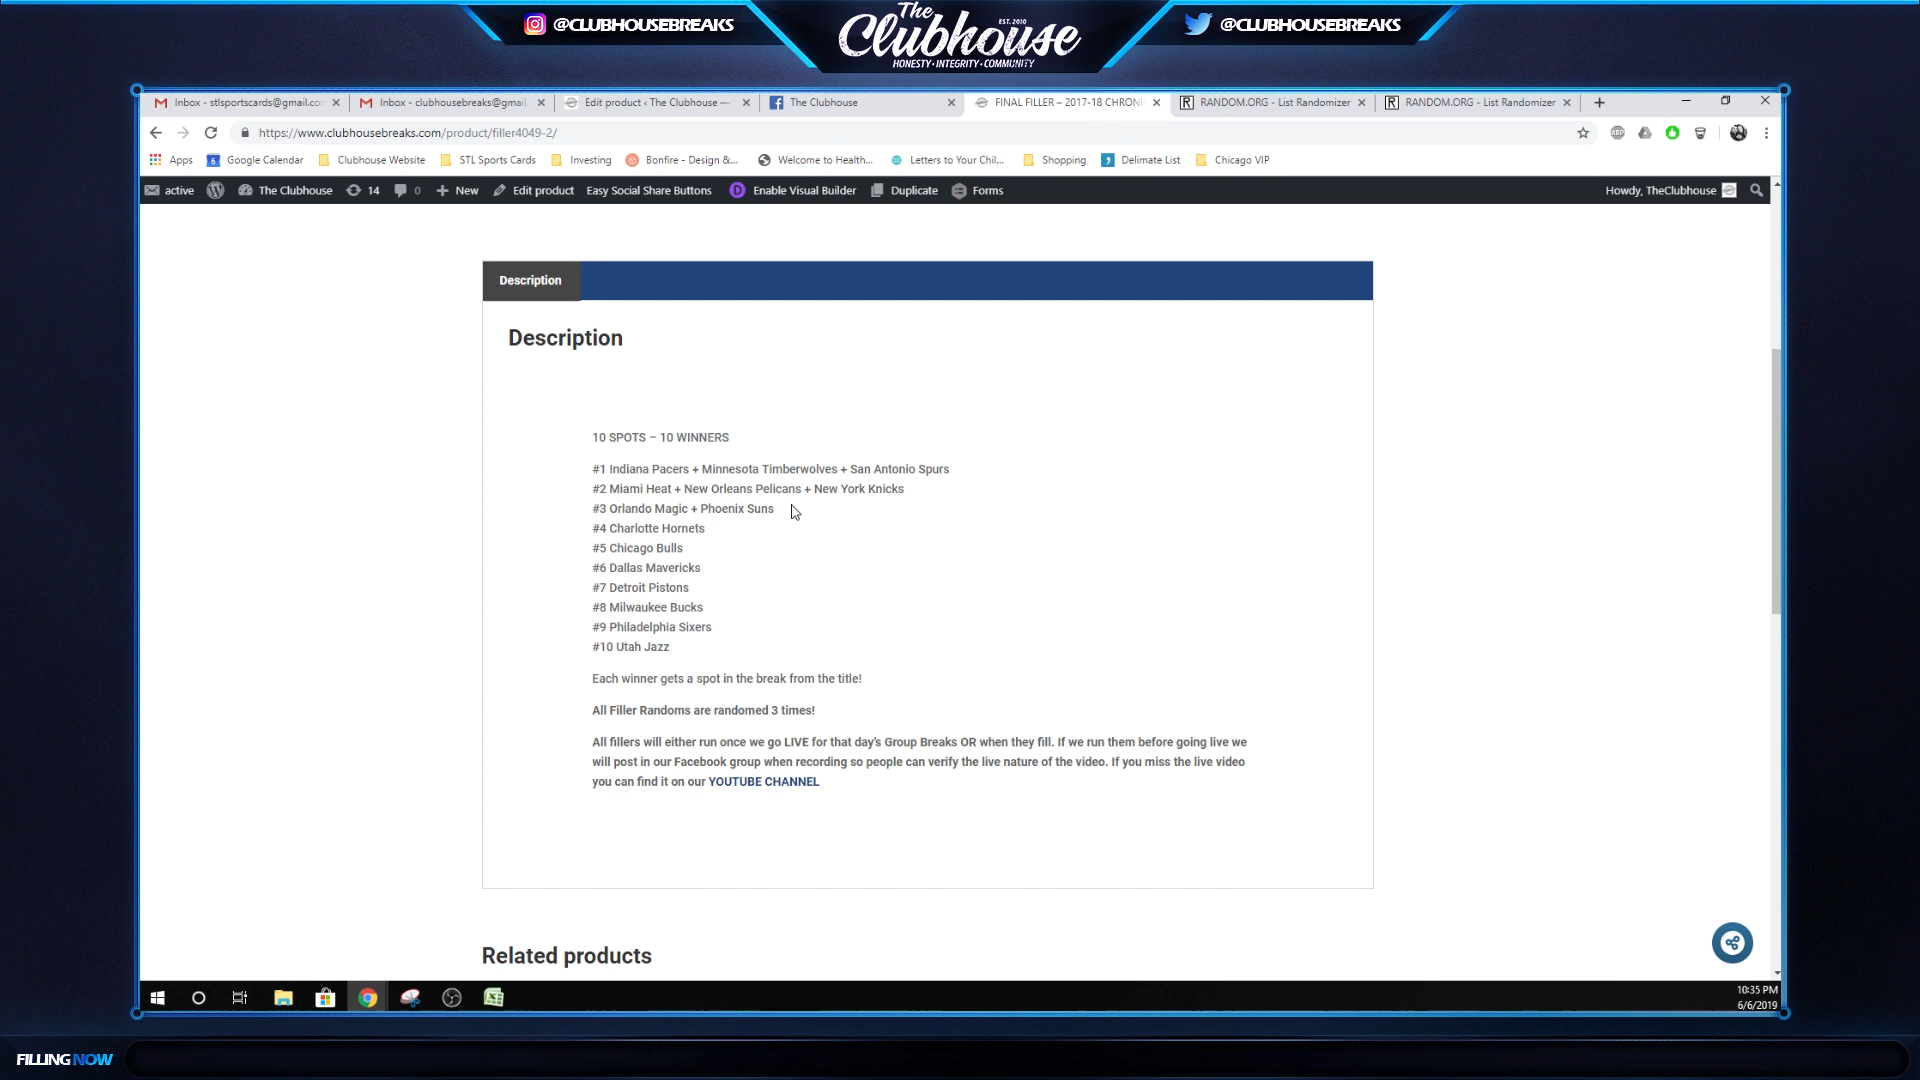 @CLUBHOUSEBREAKS
The
Clubhouse
EST. 2010
HONESTY • INTEGRITY • COMMUNITY
@CLUBHOUSEBREAKS
Inbox - stlsportscards@gmail.co
Inbox - clubhousebreaks@gmail.
Edit product ‹ The Clubhouse —
The Clubhouse
FINAL FILLER – 2017-18 CHRONI
RANDOM.ORG - List Randomizer
RANDOM.ORG - List Randomizer
https://www.clubhousebreaks.com/product/filler4049-2/
ABP
Apps
Google Calendar
Clubhouse Website
STL Sports Cards
Investing
Bonfire - Design &...
Welcome to Health...
Letters to Your Chil...
Shopping
Delimate List
Chicago VIP
active
The Clubhouse
14
0
New
Edit product
Easy Social Share Buttons
Enable Visual Builder
Duplicate
Forms
Howdy, TheClubhouse
Description
Description
10 SPOTS – 10 WINNERS
#1 Indiana Pacers + Minnesota Timberwolves + San Antonio Spurs
#2 Miami Heat + New Orleans Pelicans + New York Knicks
#3 Orlando Magic + Phoenix Suns
#4 Charlotte Hornets
#5 Chicago Bulls
#6 Dallas Mavericks
#7 Detroit Pistons
#8 Milwaukee Bucks
#9 Philadelphia Sixers
#10 Utah Jazz
Each winner gets a spot in the break from the title!
All Filler Randoms are randomed 3 times!
All fillers will either run once we go LIVE for that day's Group Breaks OR when they fill. If we run them before going live we
will post in our Facebook group when recording so people can verify the live nature of the video. If you miss the live video
you can find it on our YOUTUBE CHANNEL
Related products
10:35 PM
6/6/2019
FILLING NOW